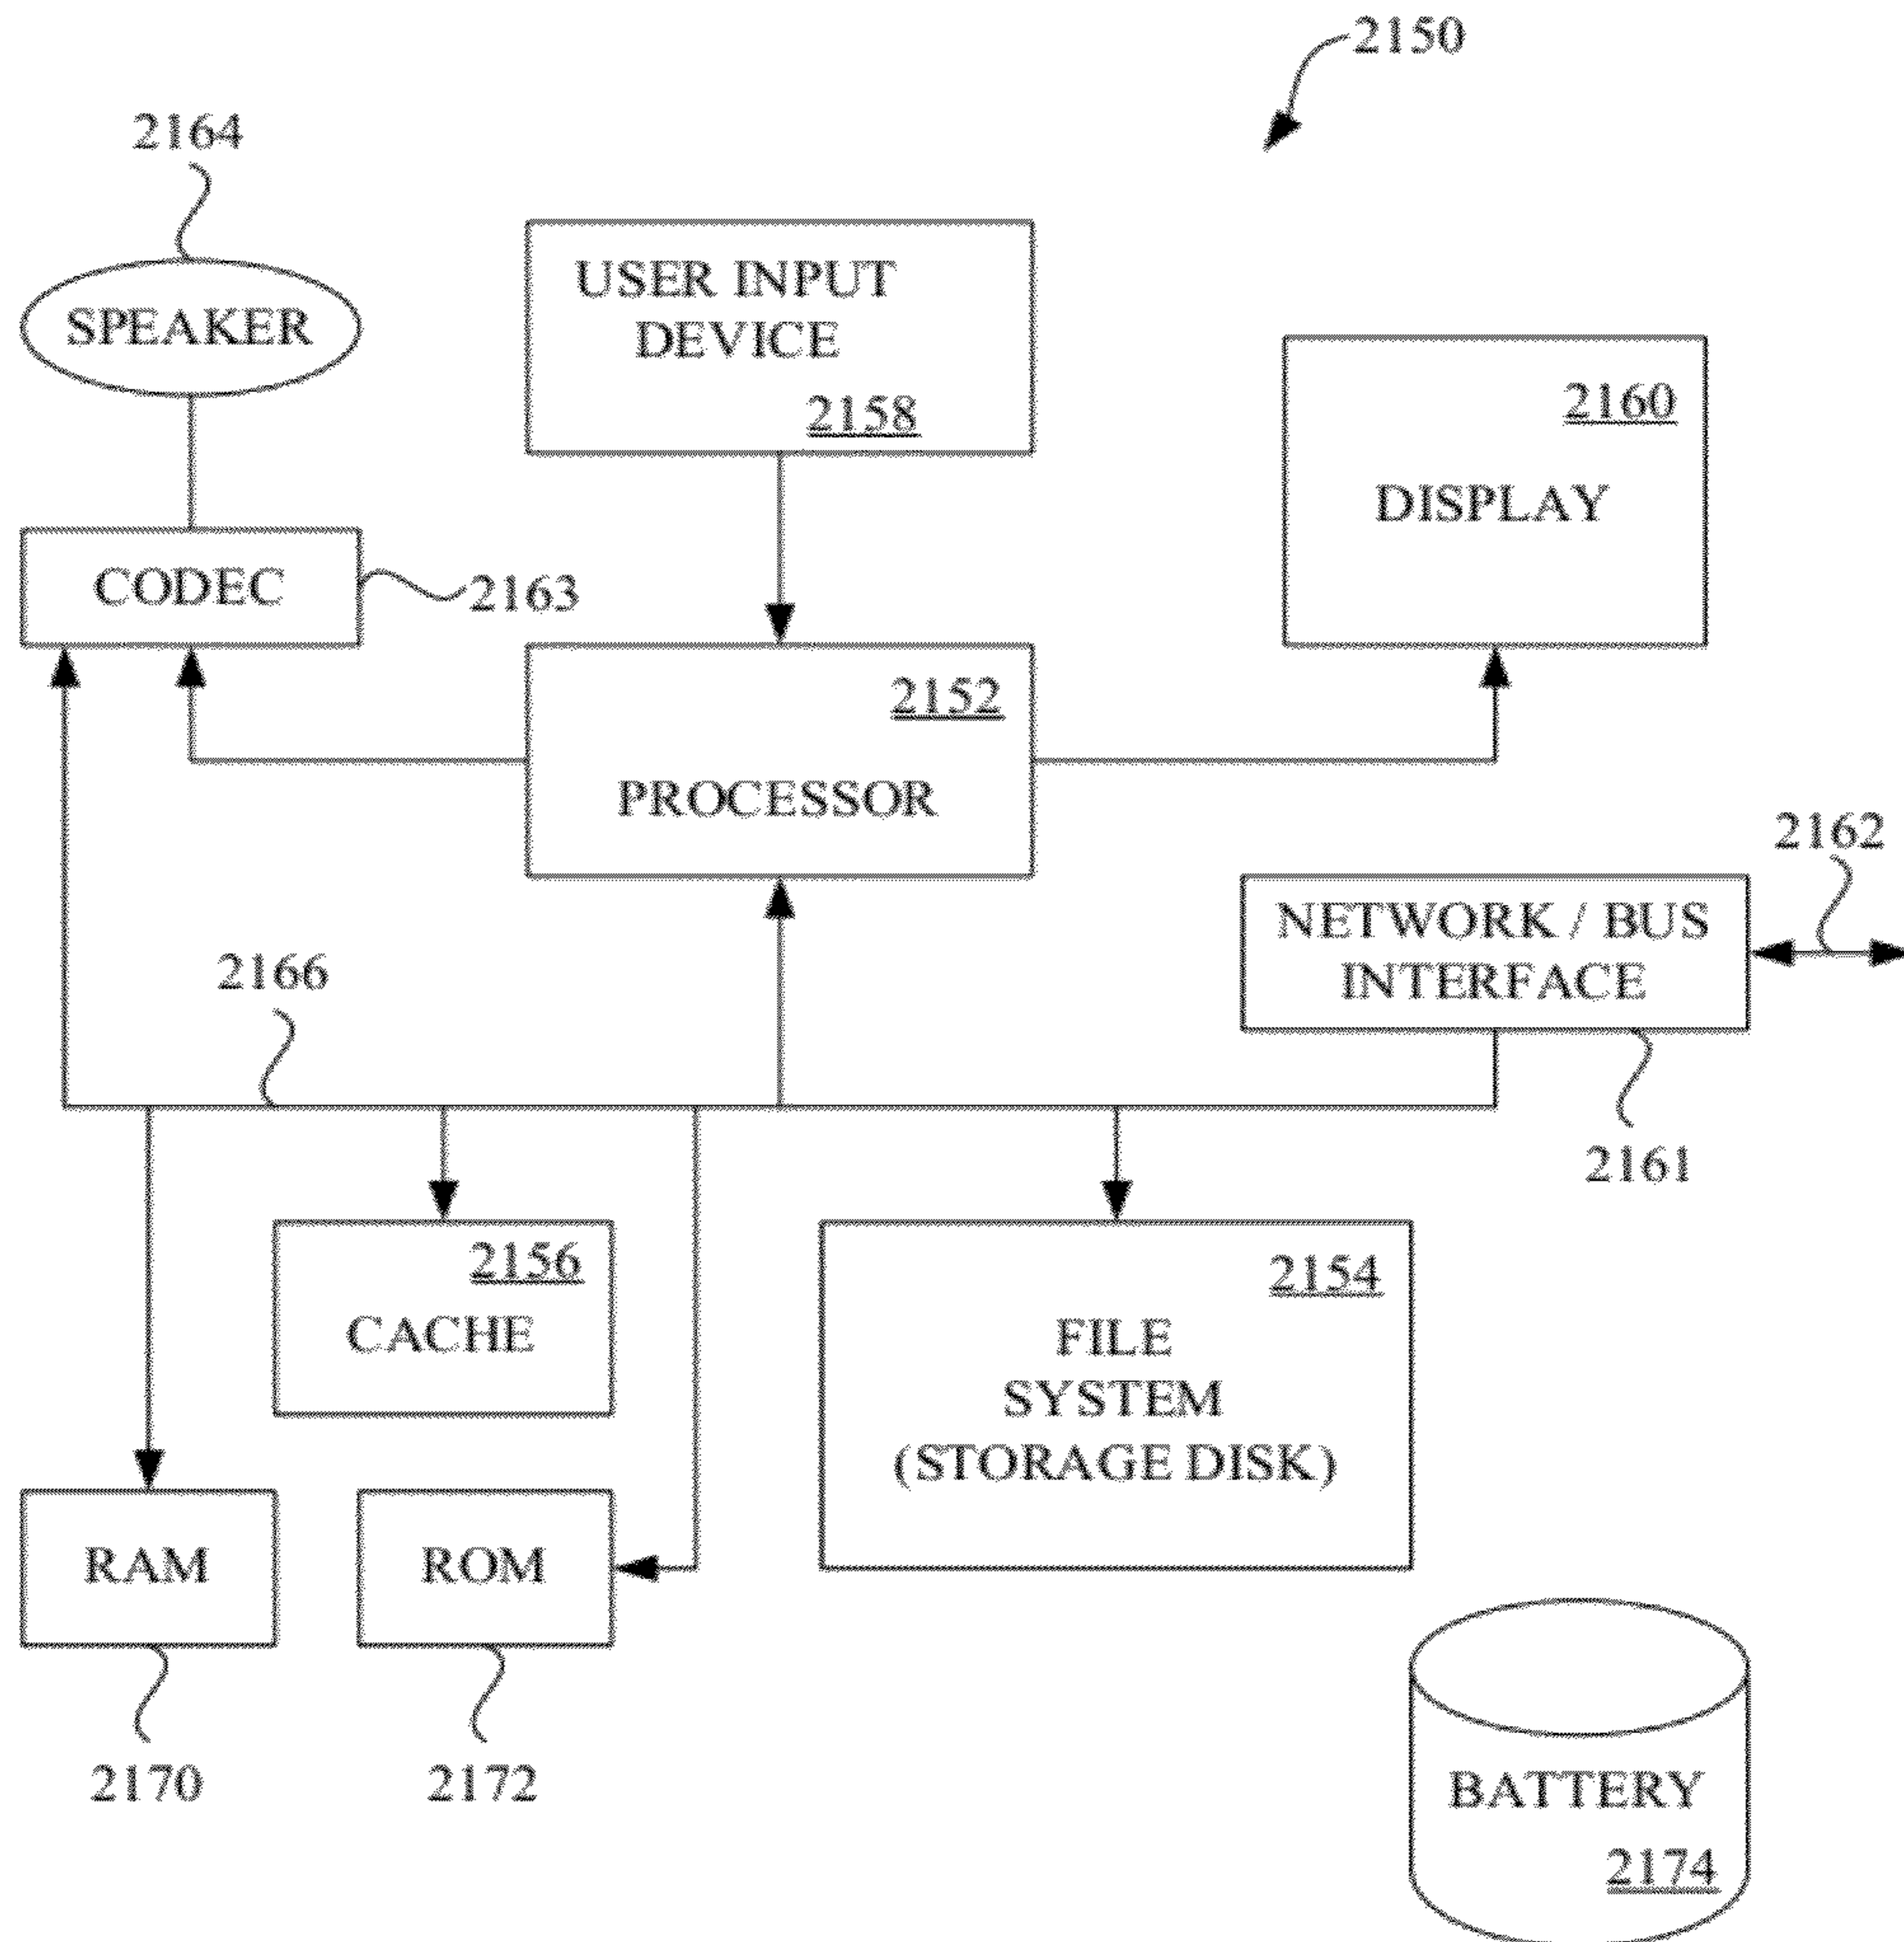 2150
2164
SPEAKER
USER INPUT
DEVICE
2158
2160
DISPLAY
CODEC
2163
2152
PROCESSOR
2162
NETWORK / BUS
INTERFACE
2166
2161
2156
CACHE
2154
FILE
SYSTEM
(STORAGE DISK)
RAM
ROM
2170
2172
BATTERY
2174